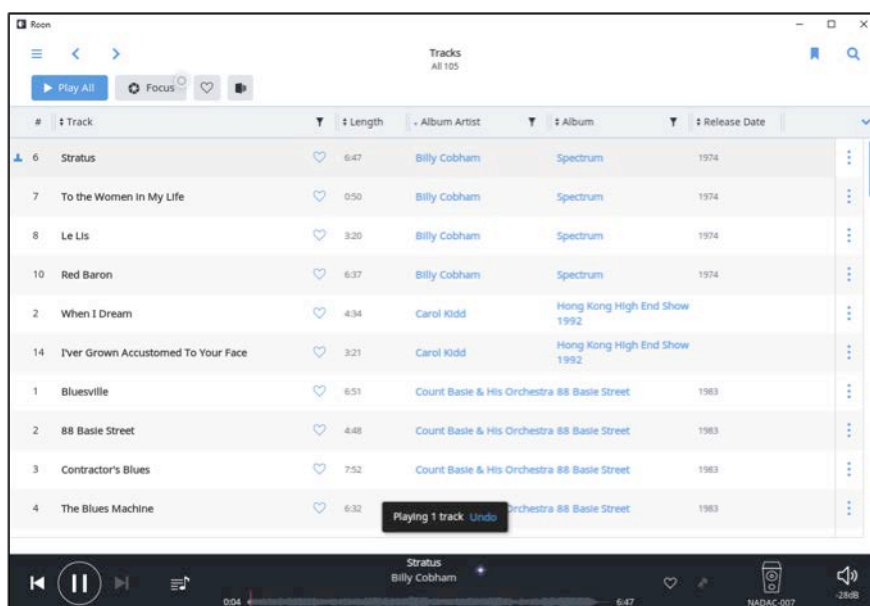 Roon
Tracks
All 105
Play All
Focus
# Track Length Album Artist Album Release Date
6 Stratus 6:47 Billy Cobham Spectrum 1974
7 To the Women In My Life 0:50 Billy Cobham Spectrum 1974
8 Le Lis 3:20 Billy Cobham Spectrum 1974
10 Red Baron 6:37 Billy Cobham Spectrum 1974
2 When I Dream 4:34 Carol Kidd Hong Kong High End Show
1992
14 I'ver Grown Accustomed To Your Face 3:21 Carol Kidd Hong Kong High End Show
1992
1 Bluesville 6:51 Count Basie & His Orchestra 88 Basie Street 1983
2 88 Basie Street 4:48 Count Basie & His Orchestra 88 Basie Street 1983
3 Contractor's Blues 7:52 Count Basie & His Orchestra 88 Basie Street 1983
4 The Blues Machine 6:32 Orchestra 88 Basie Street 1983
Playing 1 track Undo
Stratus
Billy Cobham
0:04 6:47
NADAC-007
-28dB